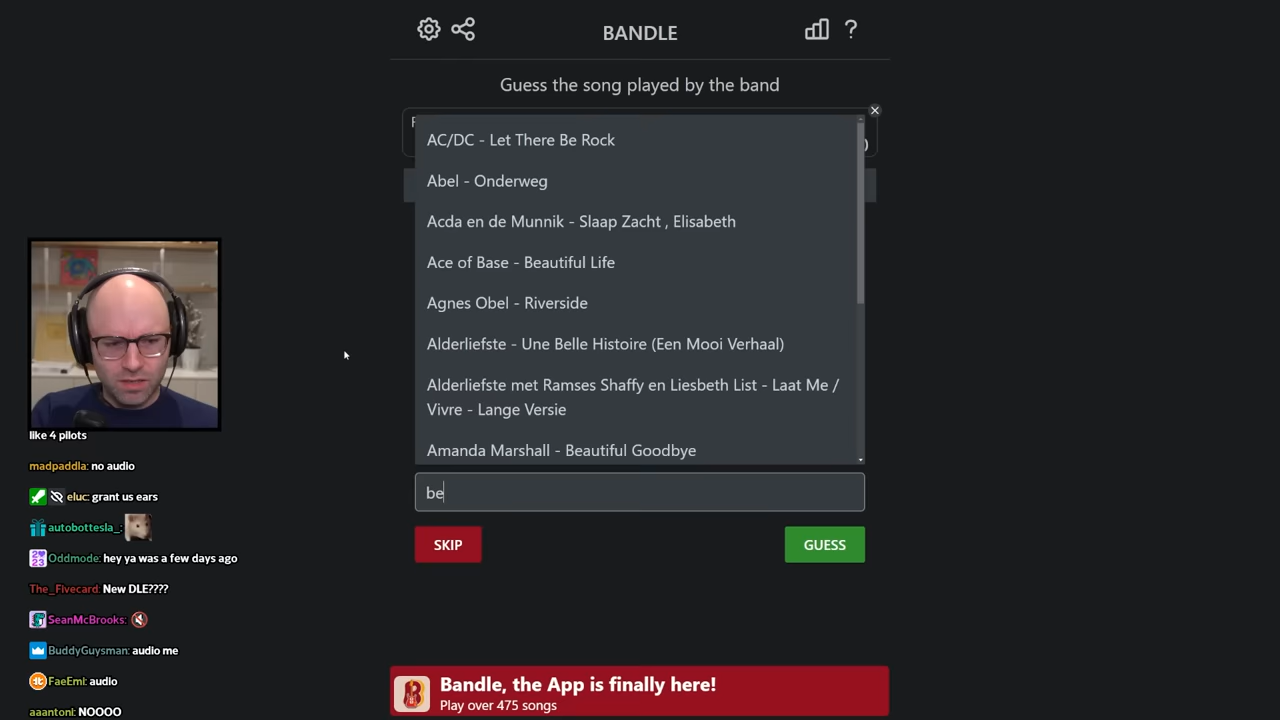 BANDLE
?
Guess the song played by the band
AC/DC - Let There Be Rock
Abel - Onderweg
Acda en de Munnik - Slaap Zacht , Elisabeth
Ace of Base - Beautiful Life
Agnes Obel - Riverside
Alderliefste - Une Belle Histoire (Een Mooi Verhaal)
Alderliefste met Ramses Shaffy en Liesbeth List - Laat Me /
Vivre - Lange Versie
Amanda Marshall - Beautiful Goodbye
be
SKIP
GUESS
Bandle, the App is finally here!
Play over 475 songs
like 4 pilots
madpaddla: no audio
eluc: grant us ears
autobottesla_:
Oddmode: hey ya was a few days ago
The_Fivecard: New DLE????
SeanMcBrooks:
BuddyGuysman: audio me
FaeEmi: audio
aaantoni: NOOOO